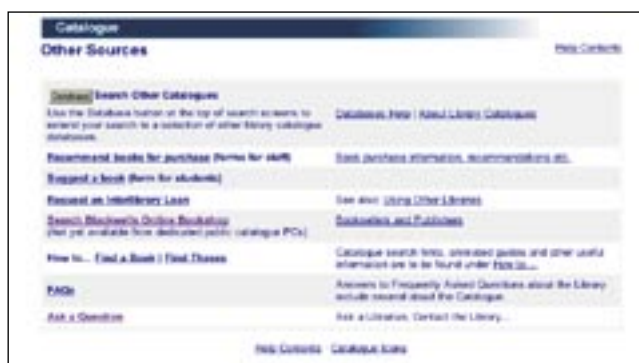 Catalogue
Other Sources
Help Contents
Database Search Other Catalogues
Use the Database button at the top of search screens to
extend your search to a selection of other library catalogue
databases.
Databases Help | About Library Catalogues
Recommend books for purchase (forms for staff)
Book purchase information, recommendations etc.
Suggest a book (form for students)
Request an Interlibrary Loan
See also: Using Other Libraries
Search Blackwells Online Bookshop
(Not yet available from dedicated public catalogue PCs)
Booksellers and Publishers
How to... Find a Book | Find Theses
Catalogue search hints, animated guides and other useful
information are to be found under How to...
FAQs
Answers to Frequently Asked Questions about the Library
include several about the Catalogue.
Ask a Question
Ask a Librarian, Contact the Library...
Help Contents Catalogue Icons